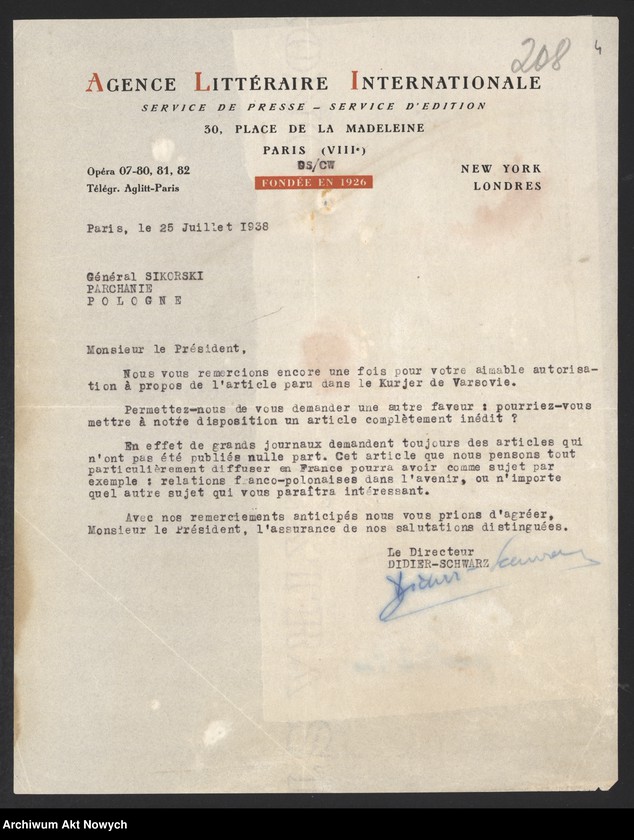 208 4
AGENCE LITTÉRAIRE INTERNATIONALE
SERVICE DE PRESSE – SERVICE D'EDITION
30, PLACE DE LA MADELEINE
PARIS (VIIIe)
DS/CW
Opéra 07-80, 81, 82
Télégr. Aglitt-Paris
FONDÉE EN 1926
NEW YORK
LONDRES
Paris, le 25 Juillet 1938
Général SIKORSKI
PARCHANIE
P O L O G N E
Monsieur le Président,
Nous vous remercions encore une fois pour votre aimable autorisa-
tion à propos de l'article paru dans le Kurjer de Varsovie.
Permettez-nous de vous demander une autre faveur : pourriez-vous
mettre à notre disposition un article complètement inédit ?
En effet de grands journaux demandent toujours des articles qui
n'ont pas été publiés nulle part. Cet article que nous pensons tout
particulièrement diffuser en France pourra avoir comme sujet par
exemple : relations franco-polonaises dans l'avenir, ou n'importe
quel autre sujet qui vous paraîtra intéressant.
Avec nos remerciements anticipés nous vous prions d'agréer,
Monsieur le Président, l'assurance de nos salutations distinguées.
Le Directeur
DIDIER-SCHWARZ
Archiwum Akt Nowych